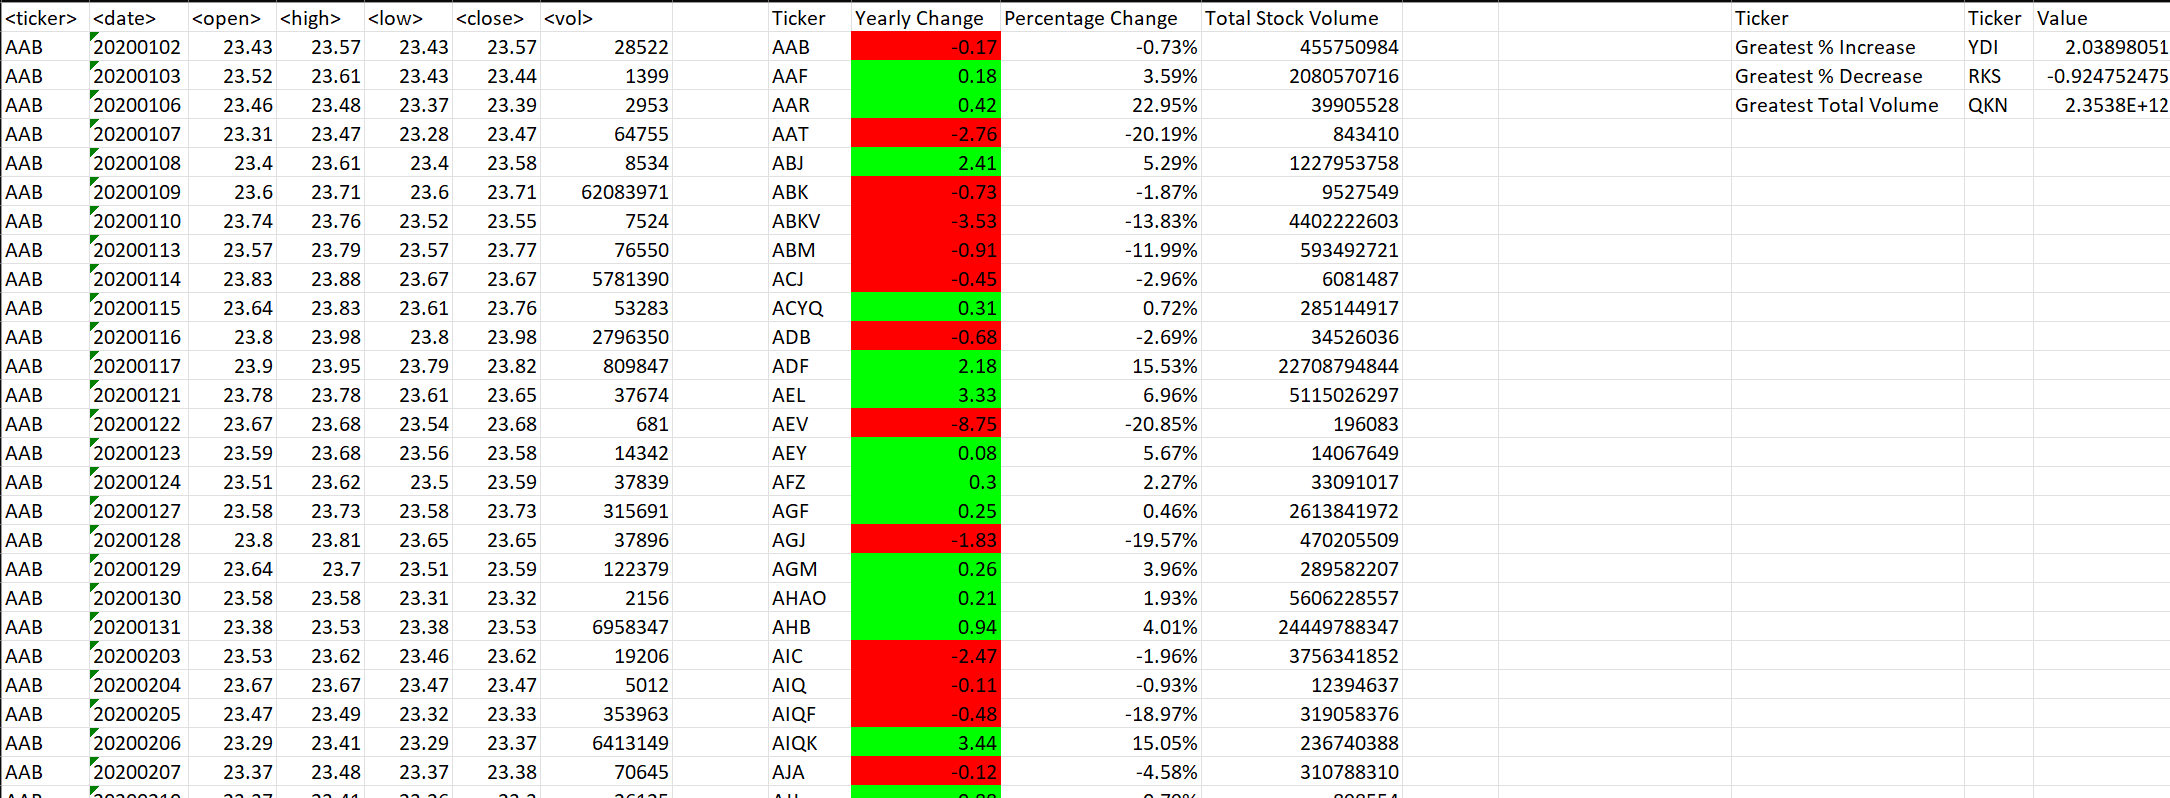 <ticker> <date> <open> <high> <low> <close> <vol> Ticker Yearly Change Percentage Change Total Stock Volume Ticker Ticker Value
AAB 20200102 23.43 23.57 23.43 23.57 28522 AAB -0.17 -0.73% 455750984 Greatest % Increase YDI 2.03898051
AAB 20200103 23.52 23.61 23.43 23.44 1399 AAF 0.18 3.59% 2080570716 Greatest % Decrease RKS -0.924752475
AAB 20200106 23.46 23.48 23.37 23.39 2953 AAR 0.42 22.95% 39905528 Greatest Total Volume QKN 2.3538E+12
AAB 20200107 23.31 23.47 23.28 23.47 64755 AAT -2.76 -20.19% 843410
AAB 20200108 23.4 23.61 23.4 23.58 8534 ABJ 2.41 5.29% 1227953758
AAB 20200109 23.6 23.71 23.6 23.71 62083971 ABK -0.73 -1.87% 9527549
AAB 20200110 23.74 23.76 23.52 23.55 7524 ABKV -3.53 -13.83% 4402222603
AAB 20200113 23.57 23.79 23.57 23.77 76550 ABM -0.91 -11.99% 593492721
AAB 20200114 23.83 23.88 23.67 23.67 5781390 ACJ -0.45 -2.96% 6081487
AAB 20200115 23.64 23.83 23.61 23.76 53283 ACYQ 0.31 0.72% 285144917
AAB 20200116 23.8 23.98 23.8 23.98 2796350 ADB -0.68 -2.69% 34526036
AAB 20200117 23.9 23.95 23.79 23.82 809847 ADF 2.18 15.53% 22708794844
AAB 20200121 23.78 23.78 23.61 23.65 37674 AEL 3.33 6.96% 5115026297
AAB 20200122 23.67 23.68 23.54 23.68 681 AEV -8.75 -20.85% 196083
AAB 20200123 23.59 23.68 23.56 23.58 14342 AEY 0.08 5.67% 14067649
AAB 20200124 23.51 23.62 23.5 23.59 37839 AFZ 0.3 2.27% 33091017
AAB 20200127 23.58 23.73 23.58 23.73 315691 AGF 0.25 0.46% 2613841972
AAB 20200128 23.8 23.81 23.65 23.65 37896 AGJ -1.83 -19.57% 470205509
AAB 20200129 23.64 23.7 23.51 23.59 122379 AGM 0.26 3.96% 289582207
AAB 20200130 23.58 23.58 23.31 23.32 2156 AHAO 0.21 1.93% 5606228557
AAB 20200131 23.38 23.53 23.38 23.53 6958347 AHB 0.94 4.01% 24449788347
AAB 20200203 23.53 23.62 23.46 23.62 19206 AIC -2.47 -1.96% 3756341852
AAB 20200204 23.67 23.67 23.47 23.47 5012 AIQ -0.11 -0.93% 12394637
AAB 20200205 23.47 23.49 23.32 23.33 353963 AIQF -0.48 -18.97% 319058376
AAB 20200206 23.29 23.41 23.29 23.37 6413149 AIQK 3.44 15.05% 236740388
AAB 20200207 23.37 23.48 23.37 23.38 70645 AJA -0.12 -4.58% 310788310